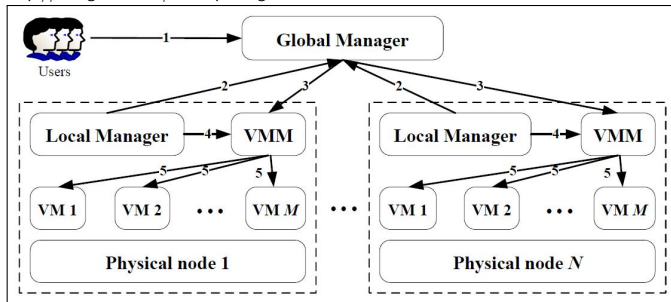 1
Global Manager
Users
2
3
2
3
Local Manager
4
VMM
Local Manager
4
VMM
5
5
5
5
5
5
VM 1
VM 2
• • •
VM M
• • •
VM 1
VM 2
• • •
VM M
Physical node 1
Physical node N